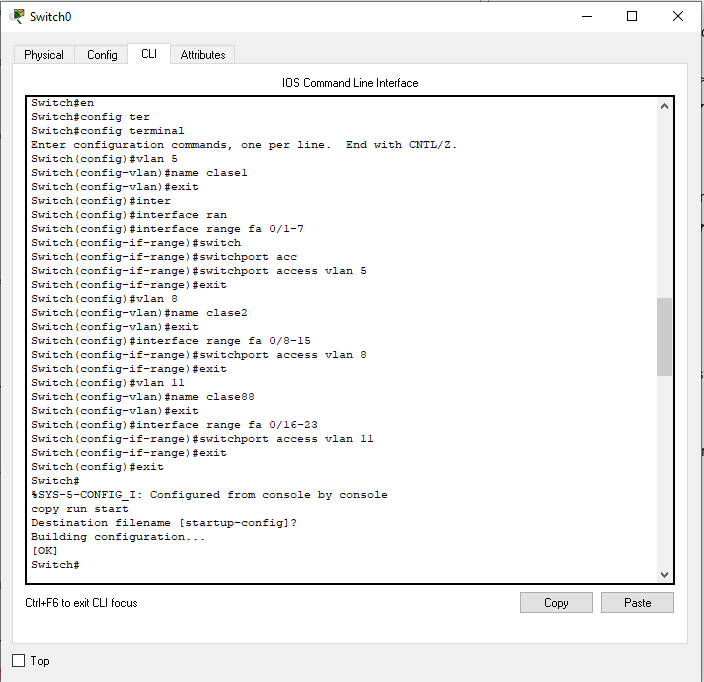 Switch0
Physical Config CLI Attributes
IOS Command Line Interface
Switch#en
Switch#config ter
Switch#config terminal
Enter configuration commands, one per line.  End with CNTL/Z.
Switch(config)#vlan 5
Switch(config-vlan)#name clase1
Switch(config-vlan)#exit
Switch(config)#inter
Switch(config)#interface ran
Switch(config)#interface range fa 0/1-7
Switch(config-if-range)#switch
Switch(config-if-range)#switchport acc
Switch(config-if-range)#switchport access vlan 5
Switch(config-if-range)#exit
Switch(config)#vlan 8
Switch(config-vlan)#name clase2
Switch(config-vlan)#exit
Switch(config)#interface range fa 0/8-15
Switch(config-if-range)#switchport access vlan 8
Switch(config-if-range)#exit
Switch(config)#vlan 11
Switch(config-vlan)#name clase88
Switch(config-vlan)#exit
Switch(config)#interface range fa 0/16-23
Switch(config-if-range)#switchport access vlan 11
Switch(config-if-range)#exit
Switch(config)#exit
Switch#
%SYS-5-CONFIG_I: Configured from console by console
copy run start
Destination filename [startup-config]?
Building configuration...
[OK]
Switch#
Ctrl+F6 to exit CLI focus
Copy Paste
Top